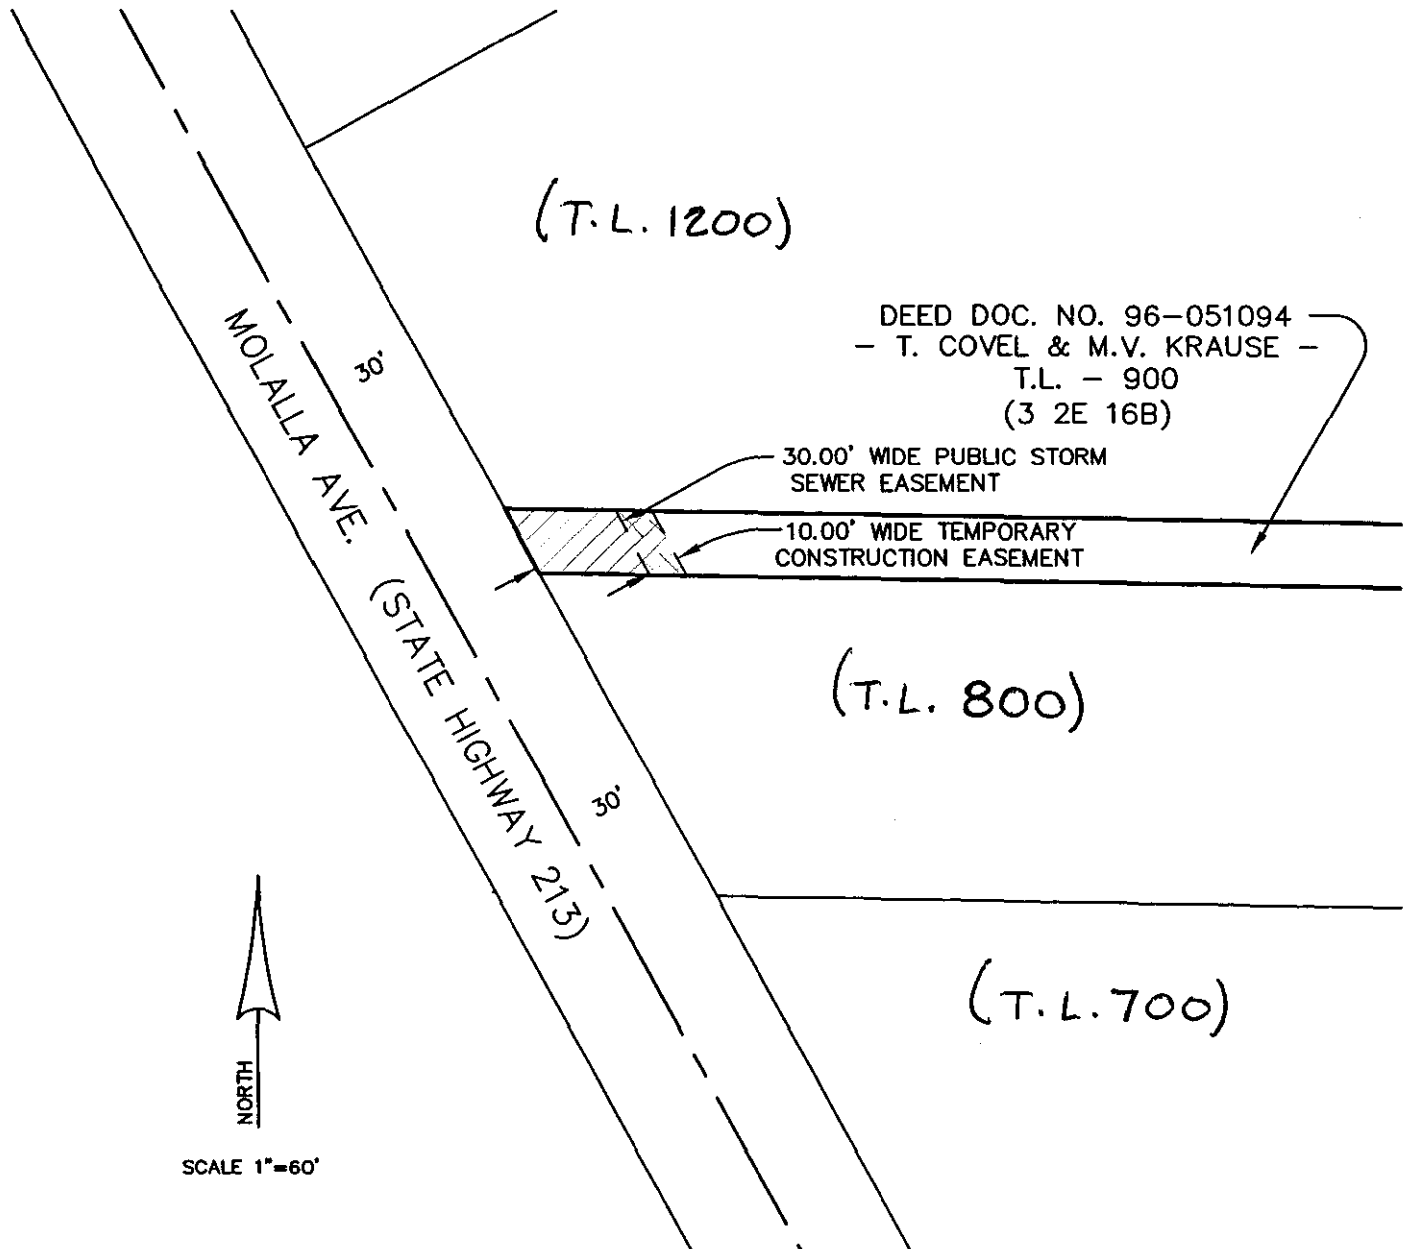 (T.L. 1200)
DEED DOC. NO. 96-051094
- T. COVEL & M.V. KRAUSE -
T.L. - 900
(3 2E 16B)
30'
MOLALLA AVE. (STATE HIGHWAY 213)
30.00' WIDE PUBLIC STORM
SEWER EASEMENT
10.00' WIDE TEMPORARY
CONSTRUCTION EASEMENT
(T.L. 800)
30'
(T.L. 700)
NORTH
SCALE 1"=60'